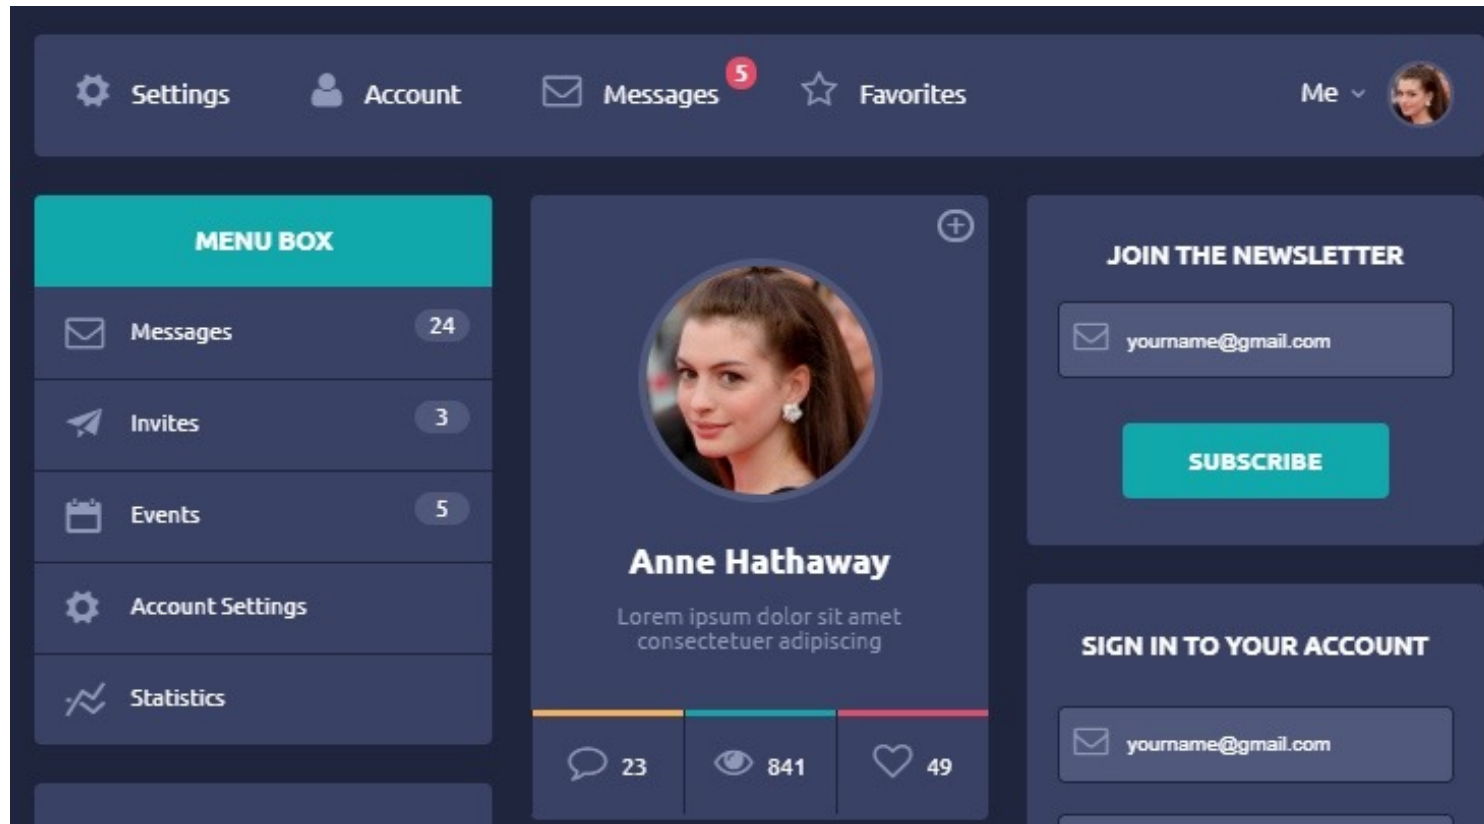 Settings
Account
Messages
5
Favorites
Me
MENU BOX
Messages
24
Invites
3
Events
5
Account Settings
Statistics
Anne Hathaway
Lorem ipsum dolor sit amet
consectetuer adipiscing
23
841
49
JOIN THE NEWSLETTER
yourname@gmail.com
SUBSCRIBE
SIGN IN TO YOUR ACCOUNT
yourname@gmail.com